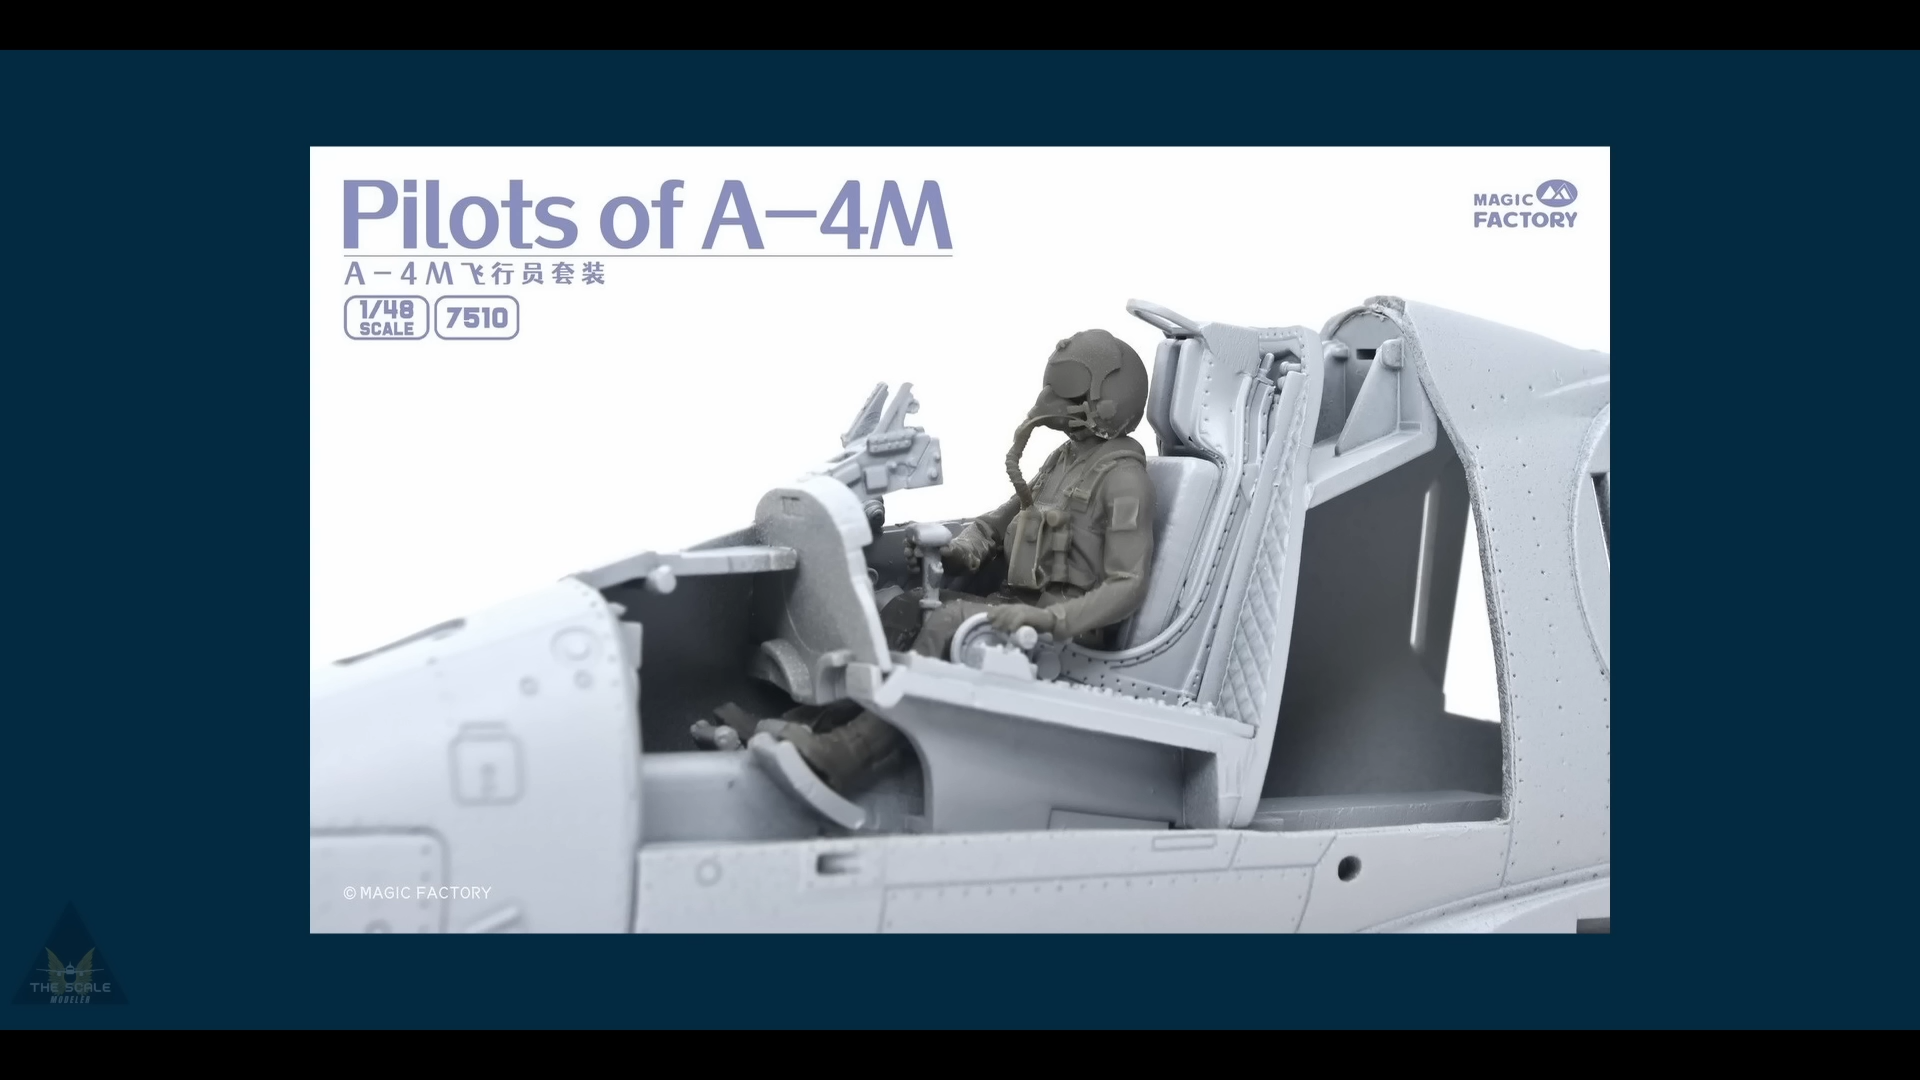 Pilots of A-4M
A-4M飞行员套装
1/48
SCALE
7510
MAGIC
FACTORY
© MAGIC FACTORY
THE SCALE
MODELER